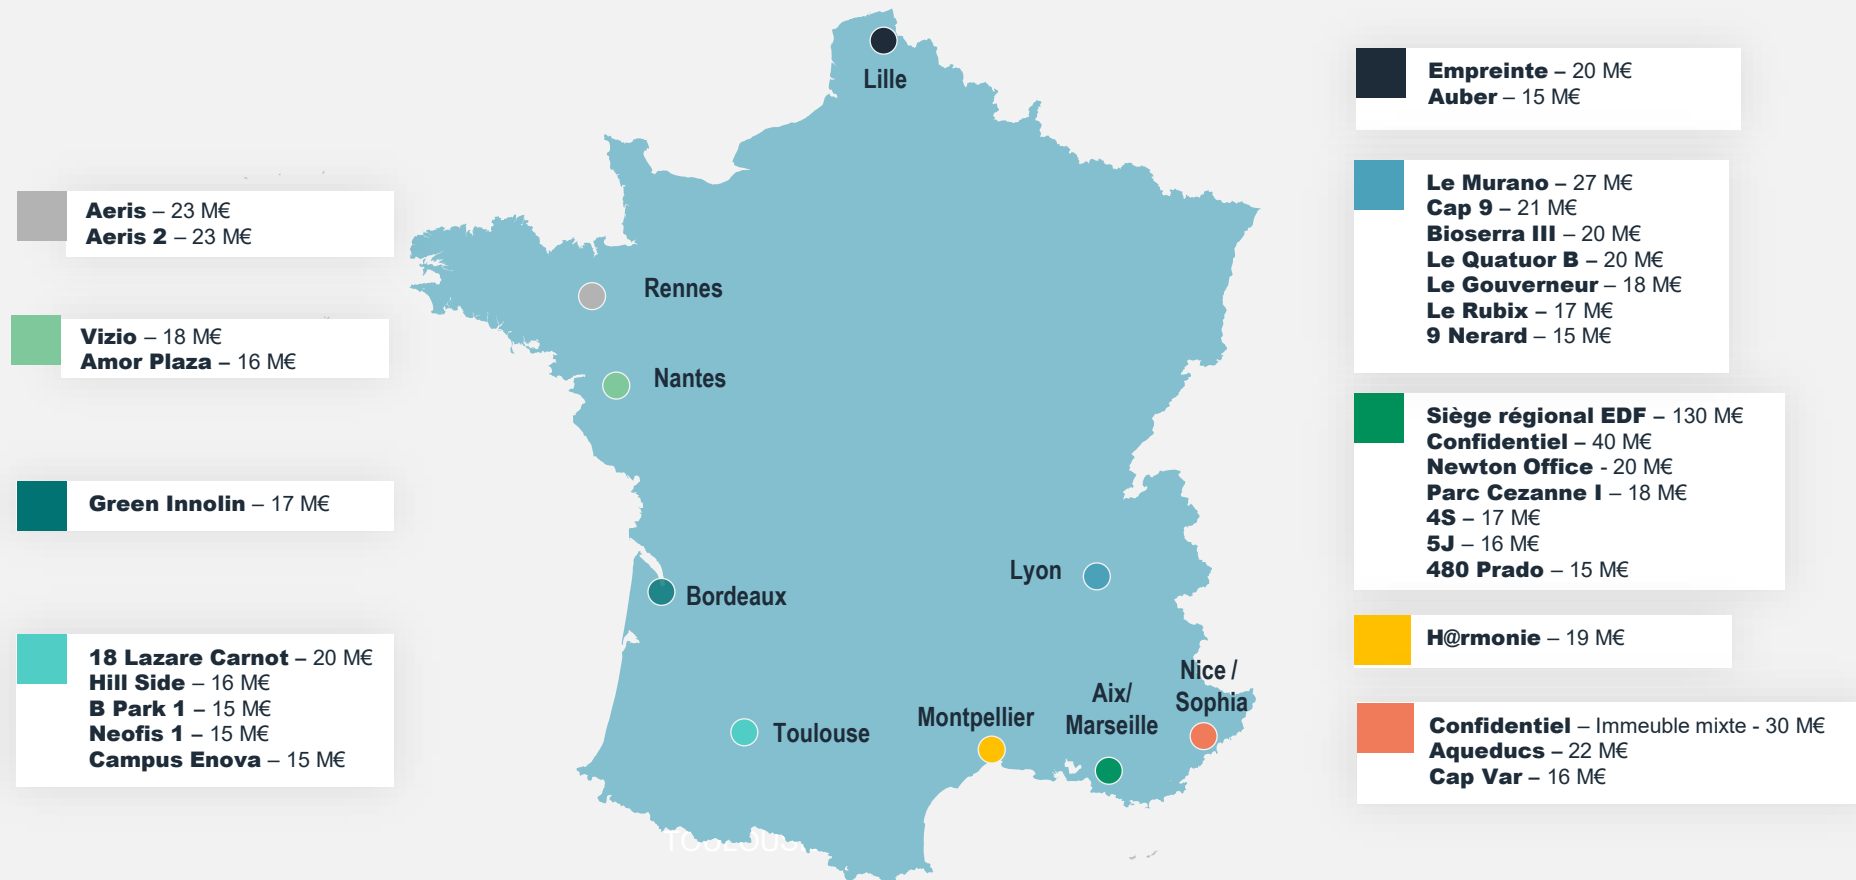 Aeris – 23 M€
Aeris 2 – 23 M€
Vizio – 18 M€
Amor Plaza – 16 M€
Green Innolin – 17 M€
18 Lazare Carnot – 20 M€
Hill Side – 16 M€
B Park 1 – 15 M€
Neofis 1 – 15 M€
Campus Enova – 15 M€
Lille
Rennes
Nantes
Bordeaux
Lyon
Toulouse
Montpellier
Aix/
Marseille
Nice /
Sophia
Empreinte – 20 M€
Auber – 15 M€
Le Murano – 27 M€
Cap 9 – 21 M€
Bioserra III – 20 M€
Le Quatuor B – 20 M€
Le Gouverneur – 18 M€
Le Rubix – 17 M€
9 Nerard – 15 M€
Siège régional EDF – 130 M€
Confidentiel – 40 M€
Newton Office - 20 M€
Parc Cezanne I – 18 M€
4S – 17 M€
5J – 16 M€
480 Prado – 15 M€
H@rmonie – 19 M€
Confidentiel – Immeuble mixte - 30 M€
Aqueducs – 22 M€
Cap Var – 16 M€